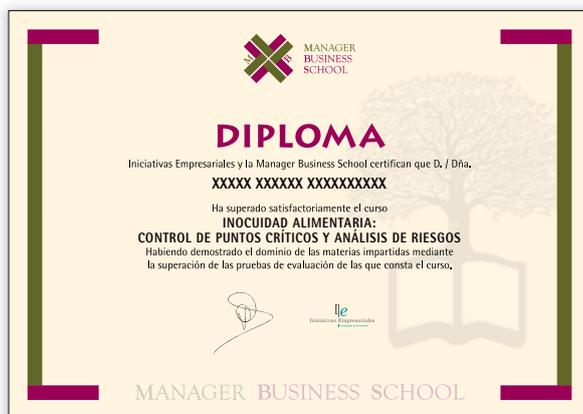 M B
MANAGER
BUSINESS
SCHOOL
DIPLOMA
Iniciativas Empresariales y la Manager Business School certifican que D. / Dña.
XXXXX XXXXXX XXXXXXXXXX
Ha superado satisfactoriamente el curso
INOCUIDAD ALIMENTARIA:
CONTROL DE PUNTOS CRÍTICOS Y ANÁLISIS DE RIESGOS
Habiendo demostrado el dominio de las materias impartidas mediante
la superación de las pruebas de evaluación de las que consta el curso.
Ie
Iniciativas Empresariales
MANAGER BUSINESS SCHOOL